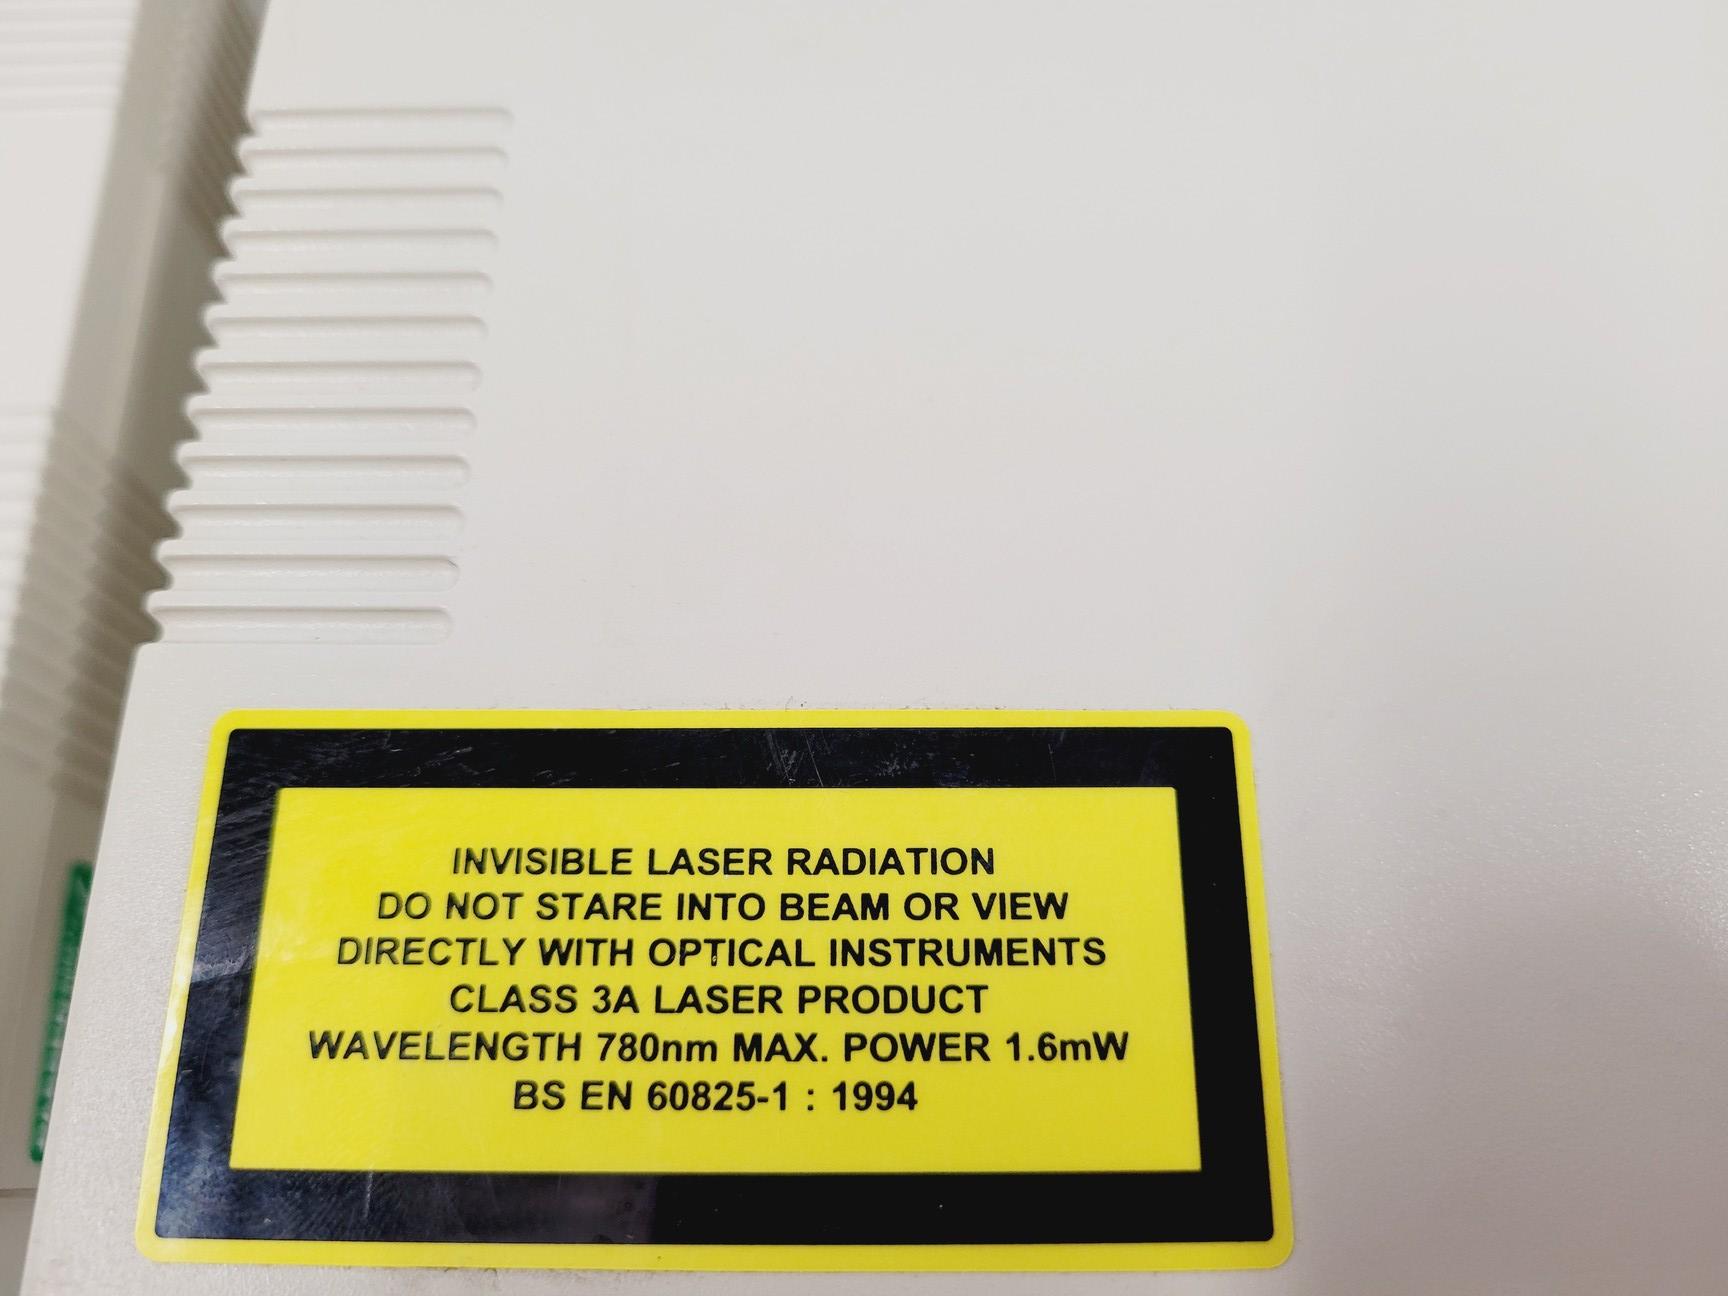 INVISIBLE LASER RADIATION
DO NOT STARE INTO BEAM OR VIEW
DIRECTLY WITH OPTICAL INSTRUMENTS
CLASS 3A LASER PRODUCT
WAVELENGTH 780nm MAX. POWER 1.6mW
BS EN 60825-1 : 1994